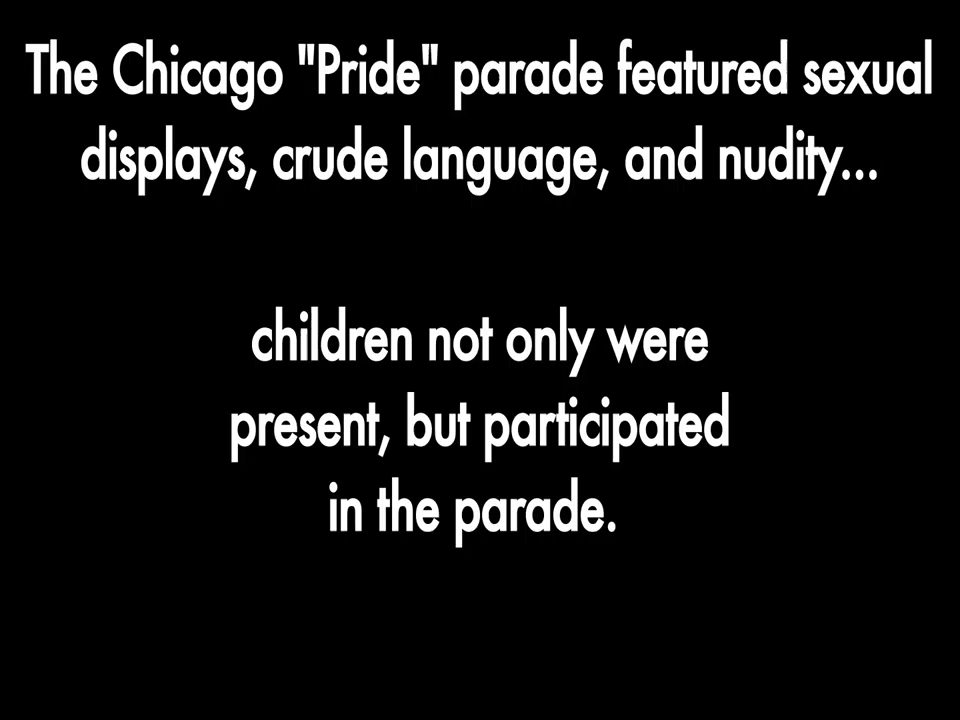 The Chicago "Pride" parade featured sexual
displays, crude language, and nudity...
children not only were
present, but participated
in the parade.